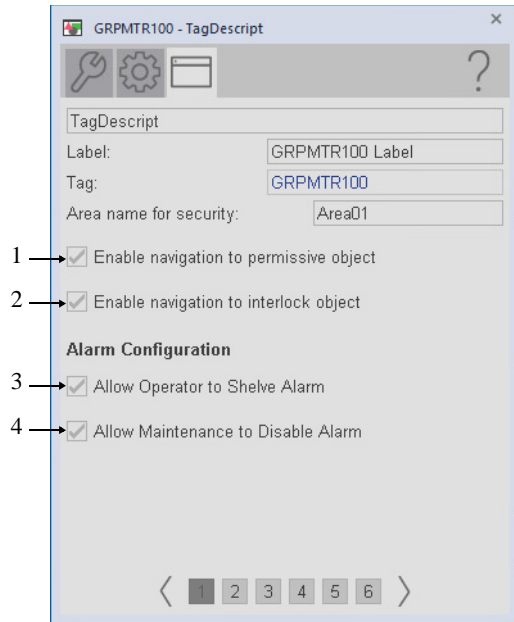 GRPMTR100 - TagDescript
×
?
TagDescript
Label: GRPMTR100 Label
Tag: GRPMTR100
Area name for security: Area01
1 Enable navigation to permissive object
2 Enable navigation to interlock object
Alarm Configuration
3 Allow Operator to Shelve Alarm
4 Allow Maintenance to Disable Alarm
1 2 3 4 5 6